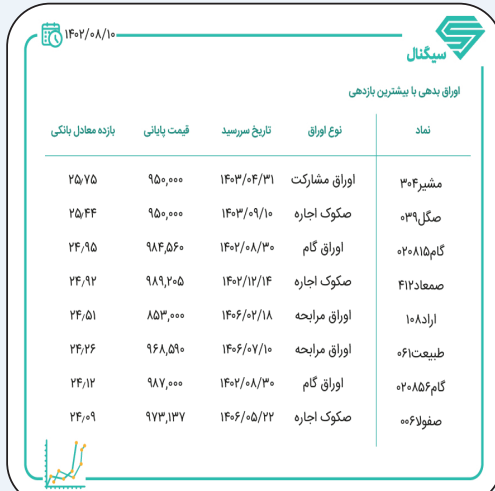 ۱۴۰۲/۰۸/۱۰
سیگنال
اوراق بدهی با بیشترین بازدهی
نماد نوع اوراق تاریخ سررسید قیمت پایانی بازده معادل بانکی
مشیر۳۰۴ اوراق مشارکت ۱۴۰۳/۰۴/۳۱ ۹۵۰,۰۰۰ ۲۵٫۷۵
صگل۰۳۹ صکوک اجاره ۱۴۰۳/۰۹/۱۰ ۹۵۰,۰۰۰ ۲۵٫۴۴
گام۰۲۰۸۱۵ اوراق گام ۱۴۰۲/۰۸/۳۰ ۹۸۴,۵۶۰ ۲۴٫۹۵
صمعاد۴۱۲ صکوک اجاره ۱۴۰۲/۱۲/۱۴ ۹۸۹,۲۰۵ ۲۴٫۹۲
اراد۱۰۸ اوراق مرابحه ۱۴۰۶/۰۲/۱۸ ۸۵۳,۰۰۰ ۲۴٫۵۱
طبیعت۰۶۱ اوراق مرابحه ۱۴۰۶/۰۷/۱۰ ۹۶۸,۵۹۰ ۲۴٫۲۶
گام۰۲۰۸۵۶ اوراق گام ۱۴۰۲/۰۸/۳۰ ۹۸۷,۰۰۰ ۲۴٫۱۲
صفولا۰۰۶ صکوک اجاره ۱۴۰۶/۰۵/۲۲ ۹۷۳,۱۳۷ ۲۴٫۰۹